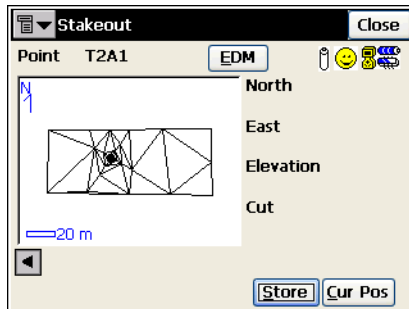 Stakeout Close
Point T2A1 EDM
North
N
East
Elevation
Cut
20 m
Store Cur Pos